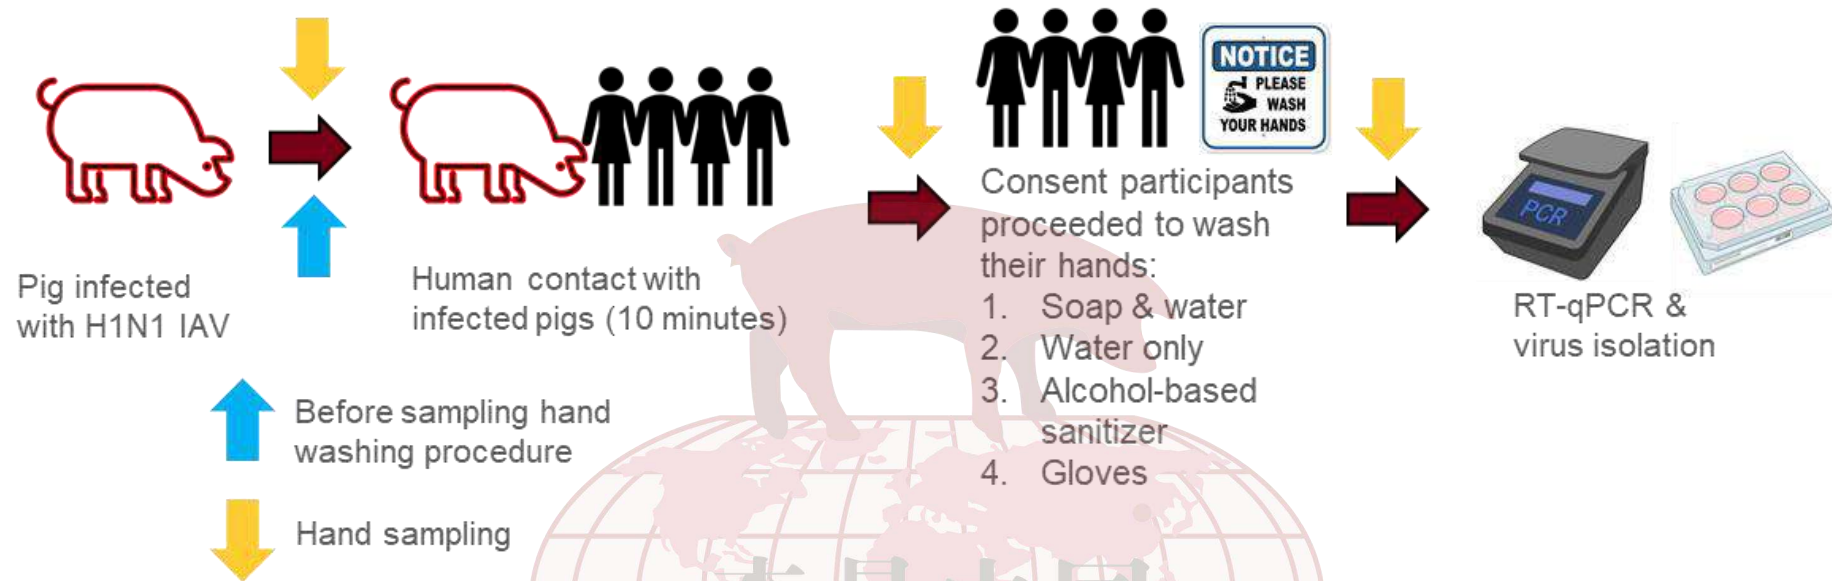 Pig infected
with H1N1 IAV
Human contact with
infected pigs (10 minutes)
NOTICE
PLEASE
WASH
YOUR HANDS
Consent participants
proceeded to wash
their hands:
1. Soap & water
2. Water only
3. Alcohol-based
sanitizer
4. Gloves
PCR
RT-qPCR &
virus isolation
Before sampling hand
washing procedure
Hand sampling